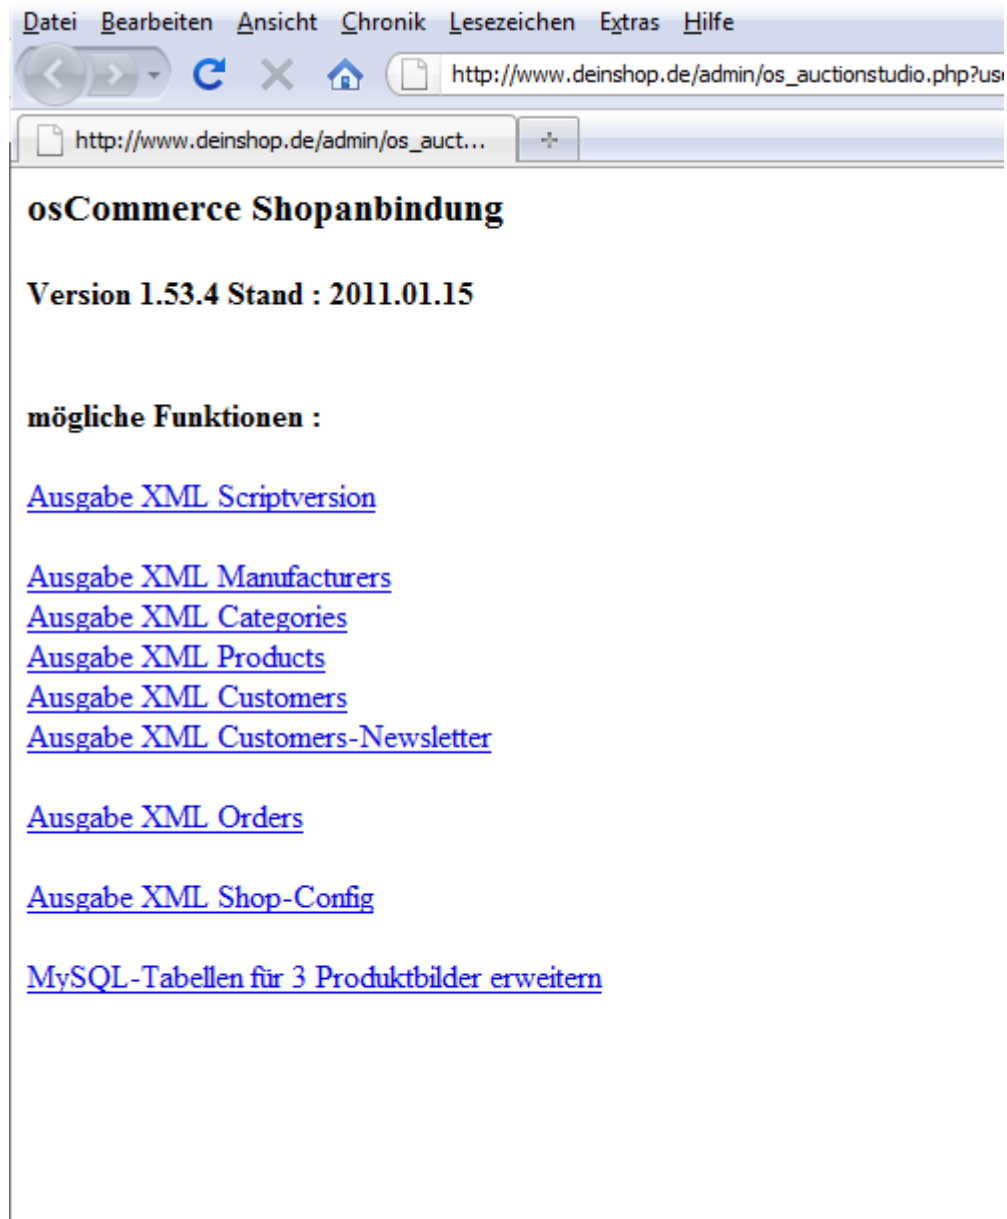 Datei Bearbeiten Ansicht Chronik Lesezeichen Extras Hilfe
http://www.deinshop.de/admin/os_auctionstudio.php?us
http://www.deinshop.de/admin/os_auct...
osCommerce Shopanbindung
Version 1.53.4 Stand : 2011.01.15
mögliche Funktionen :
Ausgabe XML Scriptversion
Ausgabe XML Manufacturers
Ausgabe XML Categories
Ausgabe XML Products
Ausgabe XML Customers
Ausgabe XML Customers-Newsletter
Ausgabe XML Orders
Ausgabe XML Shop-Config
MySQL-Tabellen für 3 Produktbilder erweitern